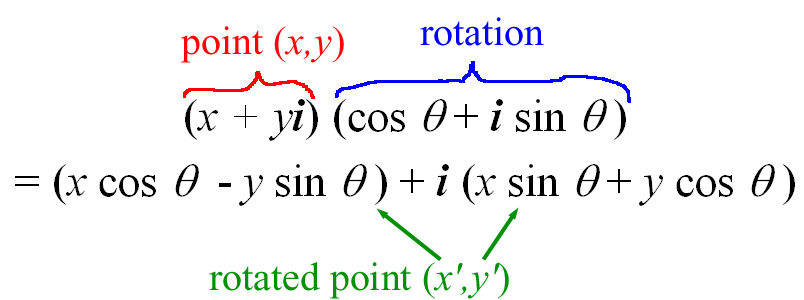 point (x,y) rotation
(x + yi) (cos θ + i sin θ)
= (x cos θ - y sin θ) + i (x sin θ + y cos θ)
rotated point (x′,y′)